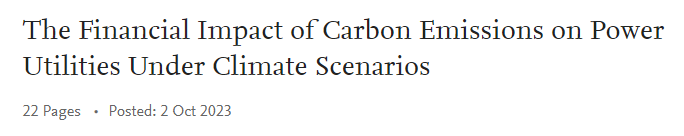 The Financial Impact of Carbon Emissions on Power
Utilities Under Climate Scenarios
22 Pages • Posted: 2 Oct 2023